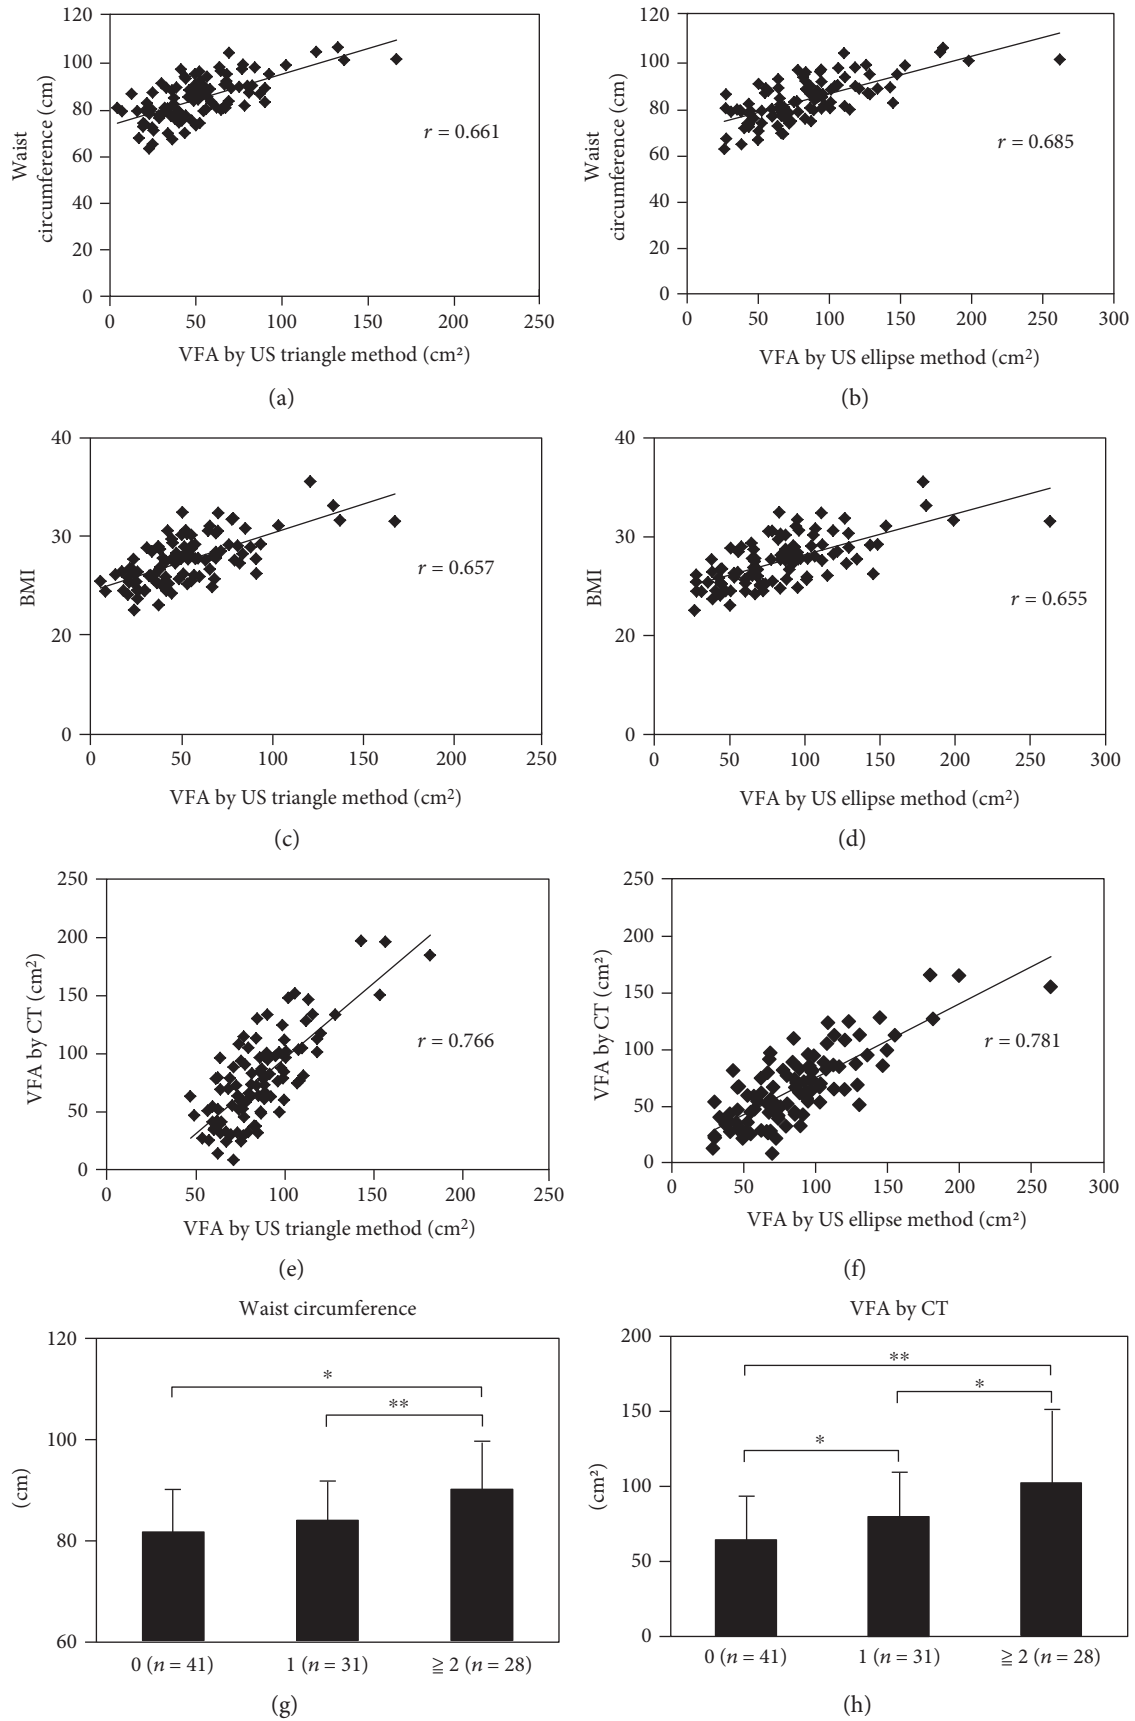 120
100
80
60
40
20
0
Waist
circumference (cm)
r = 0.661
0 50 100 150 200 250
VFA by US triangle method (cm²)
(a)
120
100
80
60
40
20
0
Waist
circumference (cm)
r = 0.685
0 50 100 150 200 250 300
VFA by US ellipse method (cm²)
(b)
40
30
20
0
BMI
r = 0.657
0 50 100 150 200 250
VFA by US triangle method (cm²)
(c)
40
30
20
0
BMI
r = 0.655
0 50 100 150 200 250 300
VFA by US ellipse method (cm²)
(d)
250
200
150
100
50
0
VFA by CT (cm²)
r = 0.766
0 50 100 150 200 250
VFA by US triangle method (cm²)
(e)
250
200
150
100
50
0
VFA by CT (cm²)
r = 0.781
0 50 100 150 200 250 300
VFA by US ellipse method (cm²)
(f)
Waist circumference
120
100
80
60
(cm)
*
**
0 (n = 41) 1 (n = 31) ≧ 2 (n = 28)
(g)
VFA by CT
200
150
100
50
0
(cm²)
**
*
*
0 (n = 41) 1 (n = 31) ≧ 2 (n = 28)
(h)